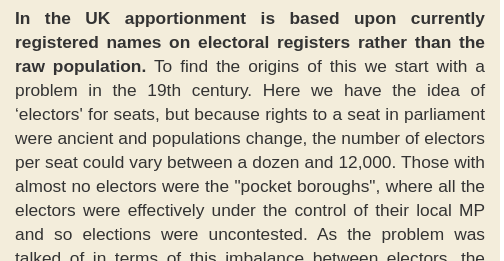 In the UK apportionment is based upon currently
registered names on electoral registers rather than the
raw population. To find the origins of this we start with a
problem in the 19th century. Here we have the idea of
‘electors’ for seats, but because rights to a seat in parliament
were ancient and populations change, the number of electors
per seat could vary between a dozen and 12,000. Those with
almost no electors were the "pocket boroughs", where all the
electors were effectively under the control of their local MP
and so elections were uncontested. As the problem was
talked of in terms of this imbalance between electors, the